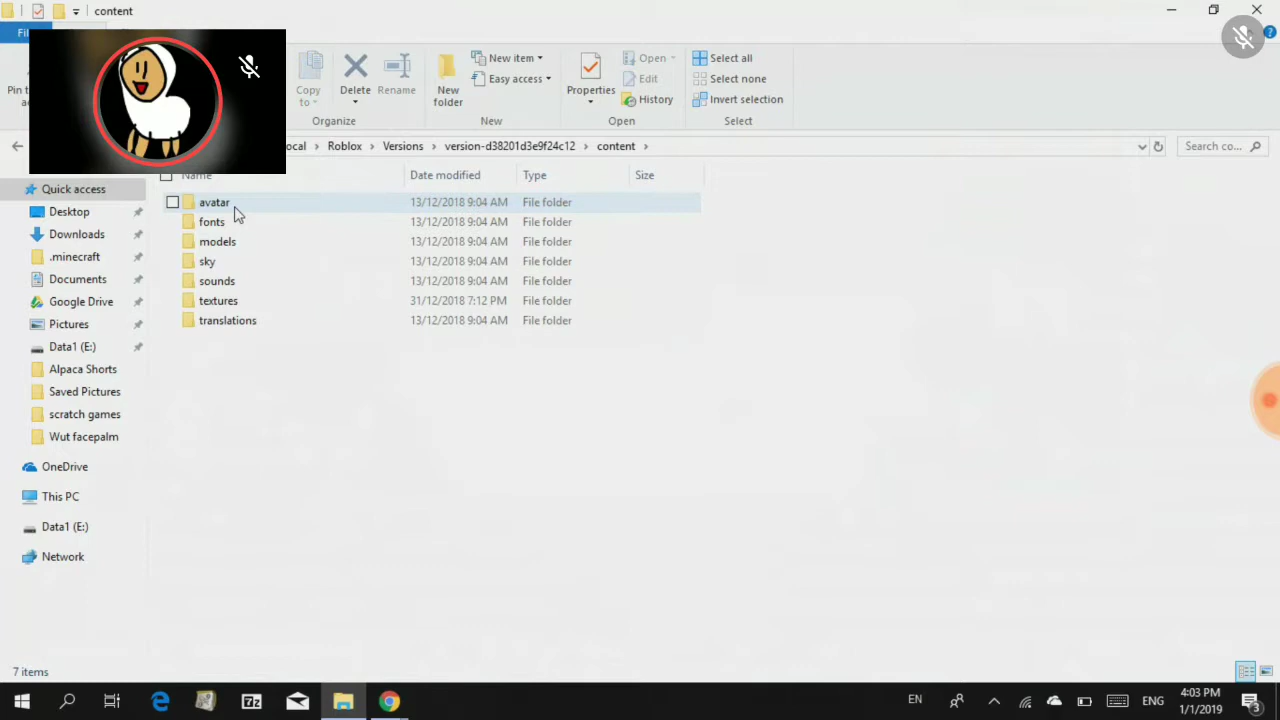 content
Fi
Pin t
a
Copy
to
Delete
Rename
Organize
New
folder
New item
Easy access
New
Properties
Open
Edit
History
Open
Select all
Select none
Invert selection
Select
ocal › Roblox › Versions › version-d38201d3e9f24c12 › content ›
Search co...
Name Date modified Type Size
avatar 13/12/2018 9:04 AM File folder
fonts 13/12/2018 9:04 AM File folder
models 13/12/2018 9:04 AM File folder
sky 13/12/2018 9:04 AM File folder
sounds 13/12/2018 9:04 AM File folder
textures 31/12/2018 7:12 PM File folder
translations 13/12/2018 9:04 AM File folder
Quick access
Desktop
Downloads
.minecraft
Documents
Google Drive
Pictures
Data1 (E:)
Alpaca Shorts
Saved Pictures
scratch games
Wut facepalm
OneDrive
This PC
Data1 (E:)
Network
7 items
7z
EN
ENG
4:03 PM
1/1/2019
3